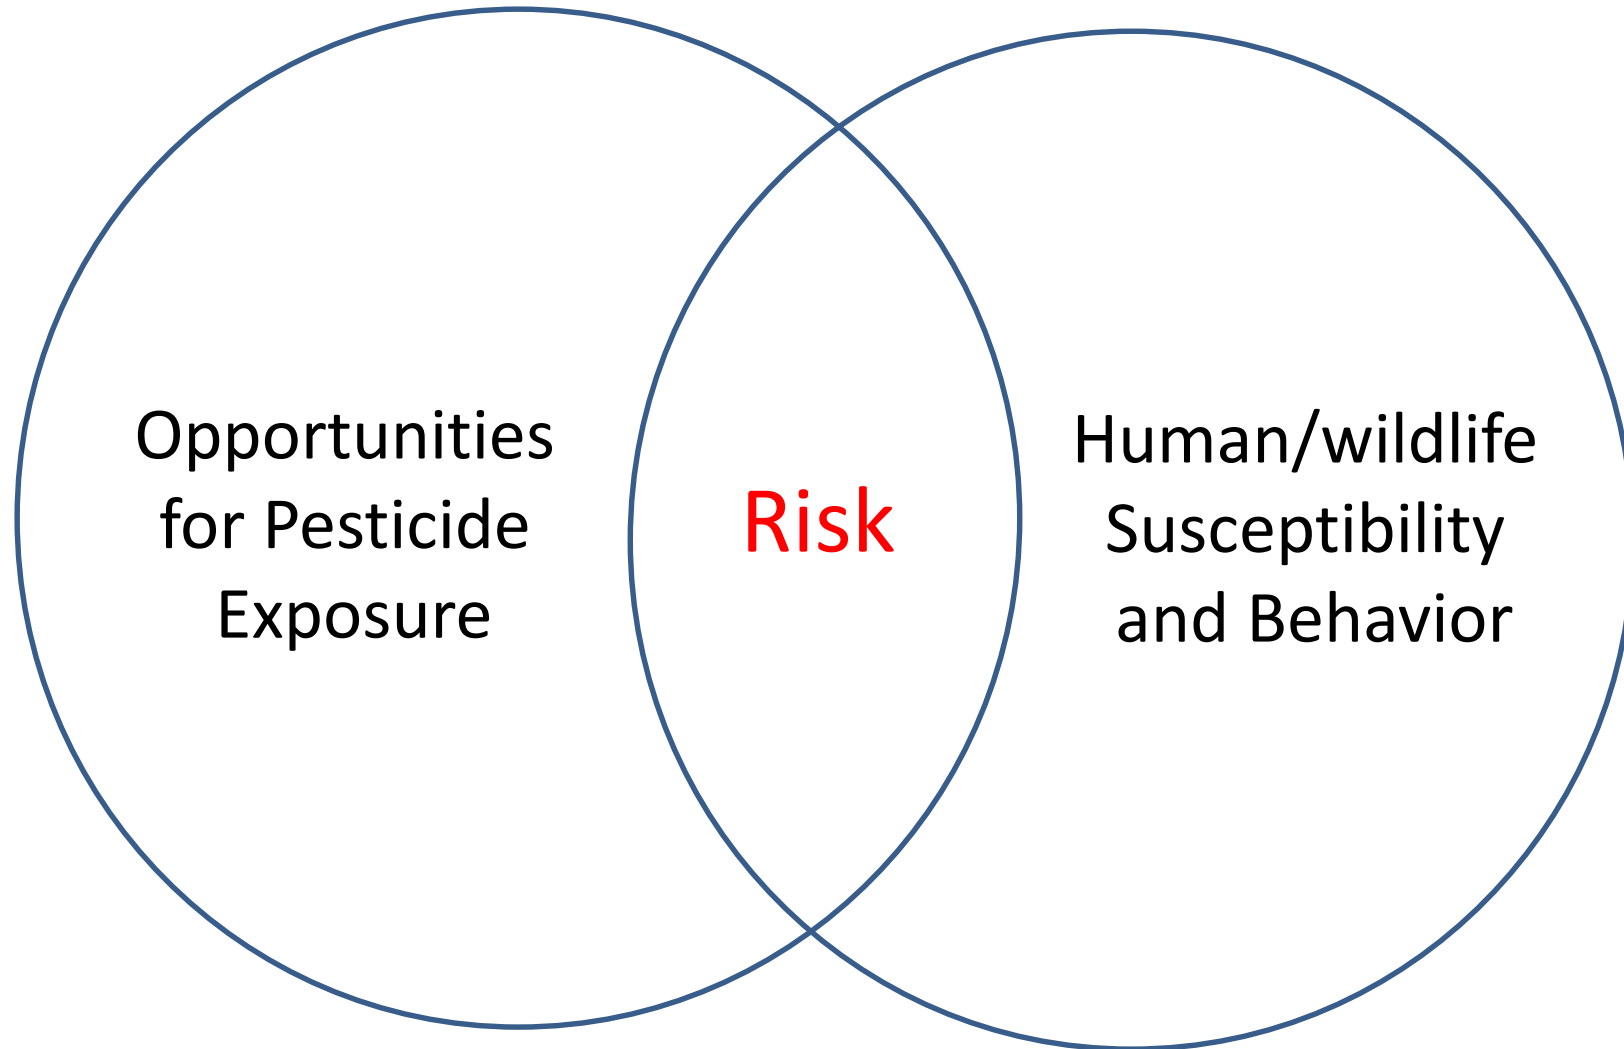 Opportunities
for Pesticide
Exposure
Risk
Human/wildlife
Susceptibility
and Behavior